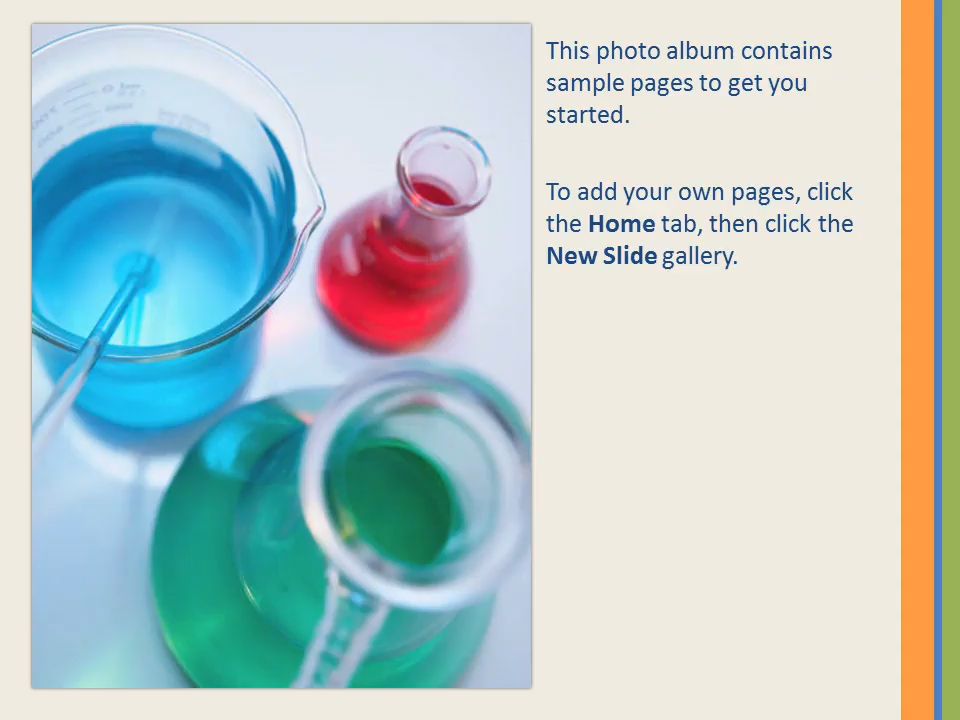 This photo album contains
sample pages to get you
started.
To add your own pages, click
the Home tab, then click the
New Slide gallery.